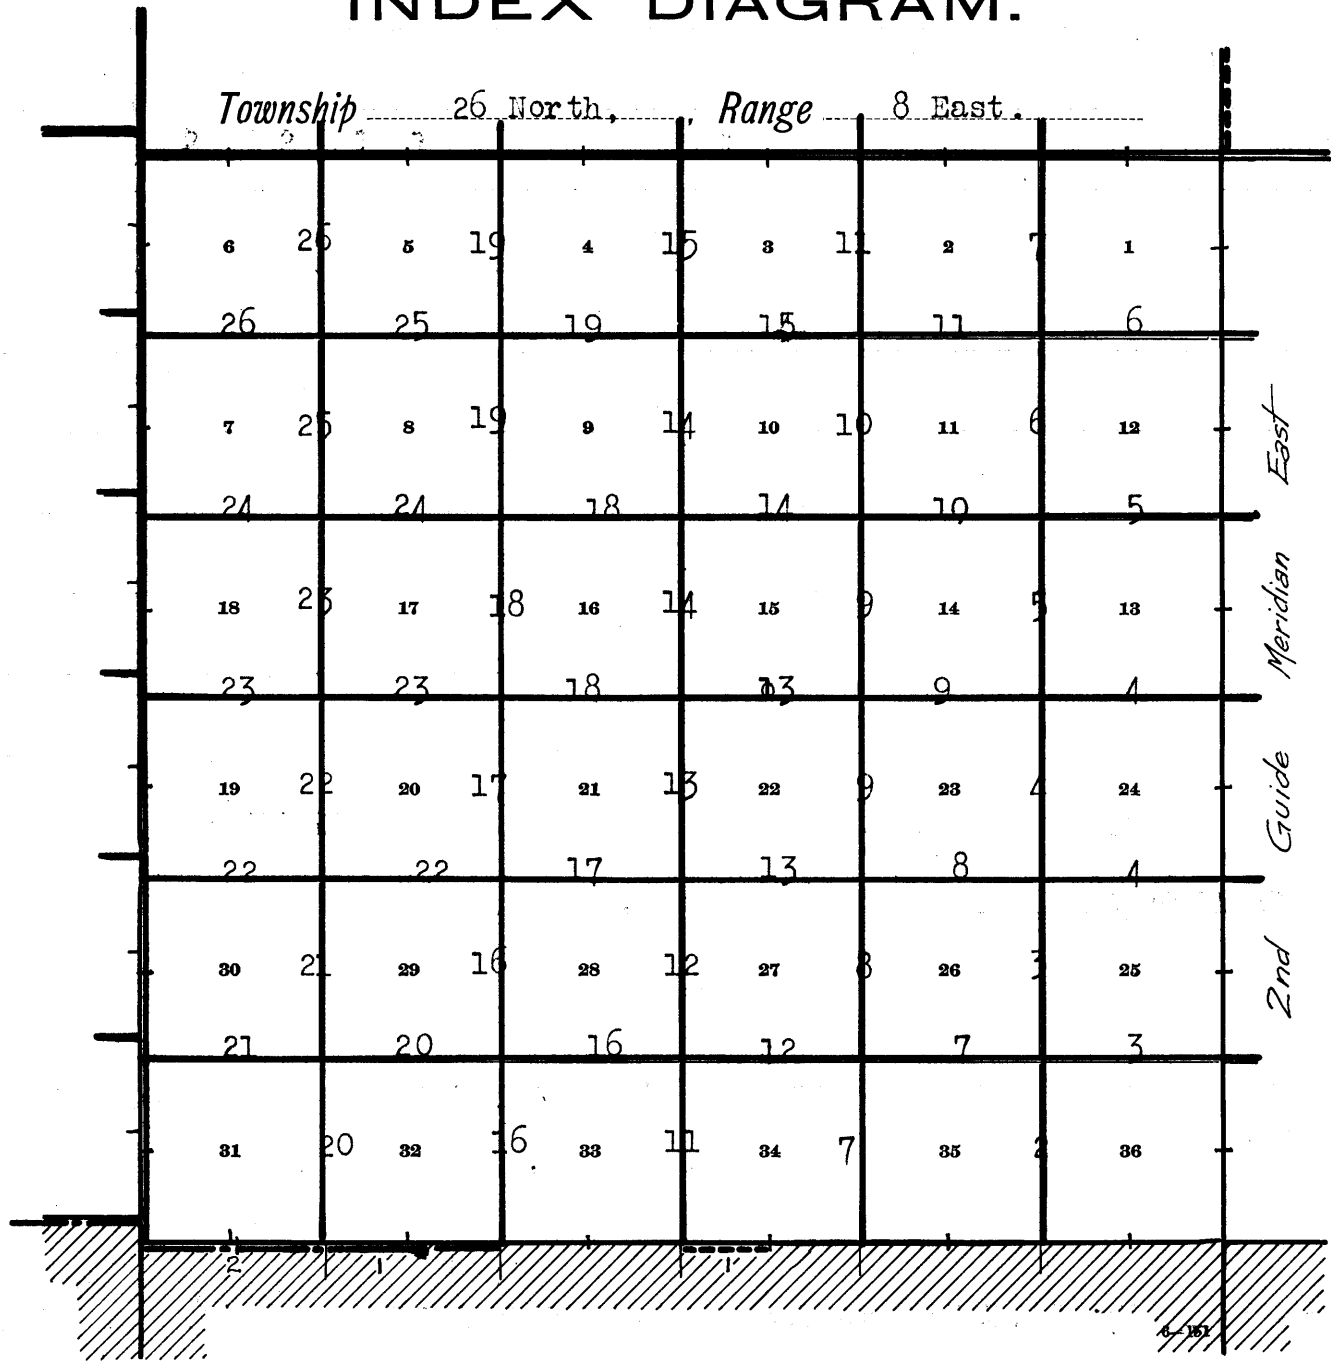 INDEX DIAGRAM.
Township 26 North, , Range 8 East.
6 26 5 19 4 15 3 11 2 7 1
26 25 19 15 11 6
7 25 8 19 9 14 10 10 11 6 12
24 24 18 14 10 5
18 23 17 18 16 14 15 9 14 5 13
23 23 18 13 9 4
19 22 20 17 21 13 22 9 23 4 24
22 22 17 13 8 4
30 21 29 16 28 12 27 8 26 3 25
21 20 16 12 7 3
31 20 32 16 33 11 34 7 35 2 36
2 1 1
6—151
2nd Guide Meridian East